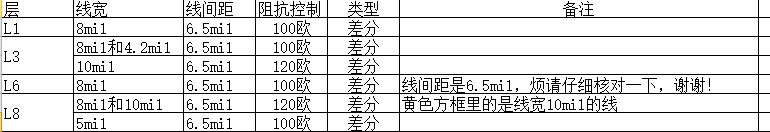 层 线宽 线间距 阻抗控制 类型 备注
L1 8mil 6.5mil 100欧 差分
L3 8mil和4.2mil 6.5mil 100欧 差分
10mil 6.5mil 120欧 差分
L6 8mil 6.5mil 100欧 差分 线间距是6.5mil，烦请仔细核对一下，谢谢！
L8 8mil和10mil 6.5mil 120欧 差分 黄色方框里的是线宽10mil的线
5mil 6.5mil 100欧 差分